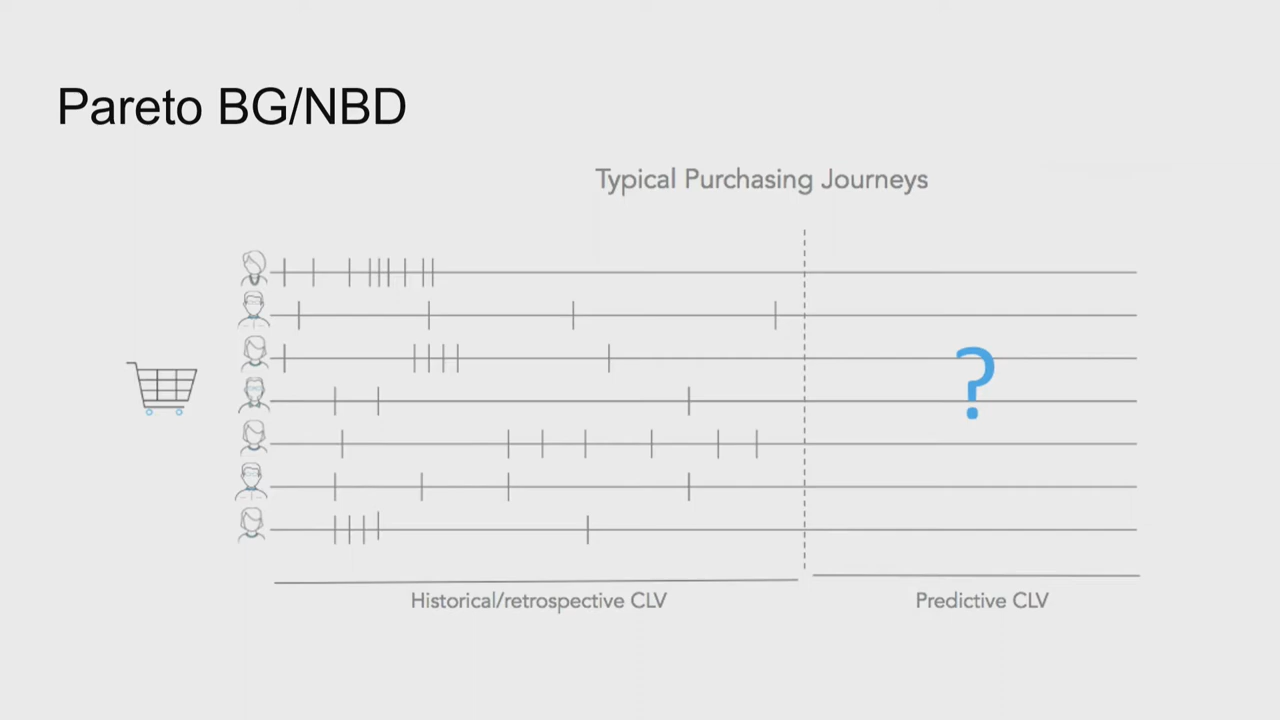 Pareto BG/NBD
Typical Purchasing Journeys
?
Historical/retrospective CLV
Predictive CLV